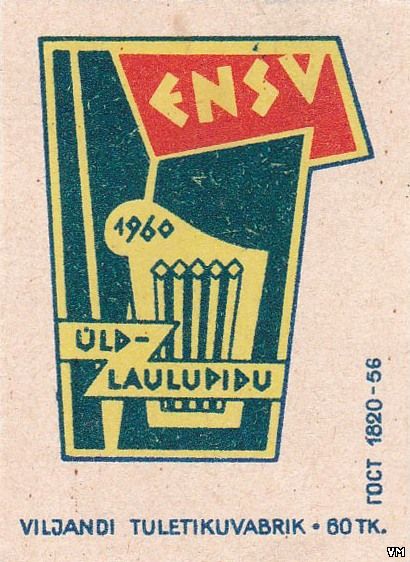 ENSV
1960
ÜLD-
LAULUPIDU
ГОСТ 1820-56
VILJANDI TULETIKUVABRIK • 60 TK.
VM